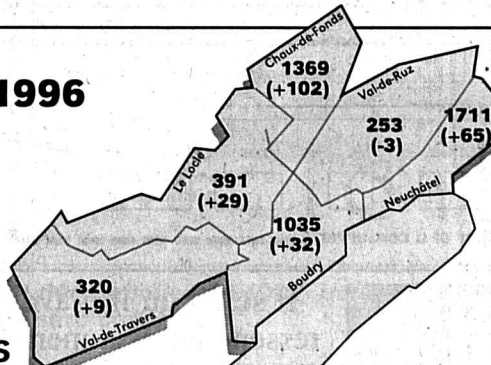 1996
Chaux-de-Fonds
1369
(+102)
Val-de-Ruz
253
(-3)
1711
(+65)
Neuchâtel
Le Locle
391
(+29)
1035
(+32)
Boudry
320
(+9)
Val-de-Travers
s